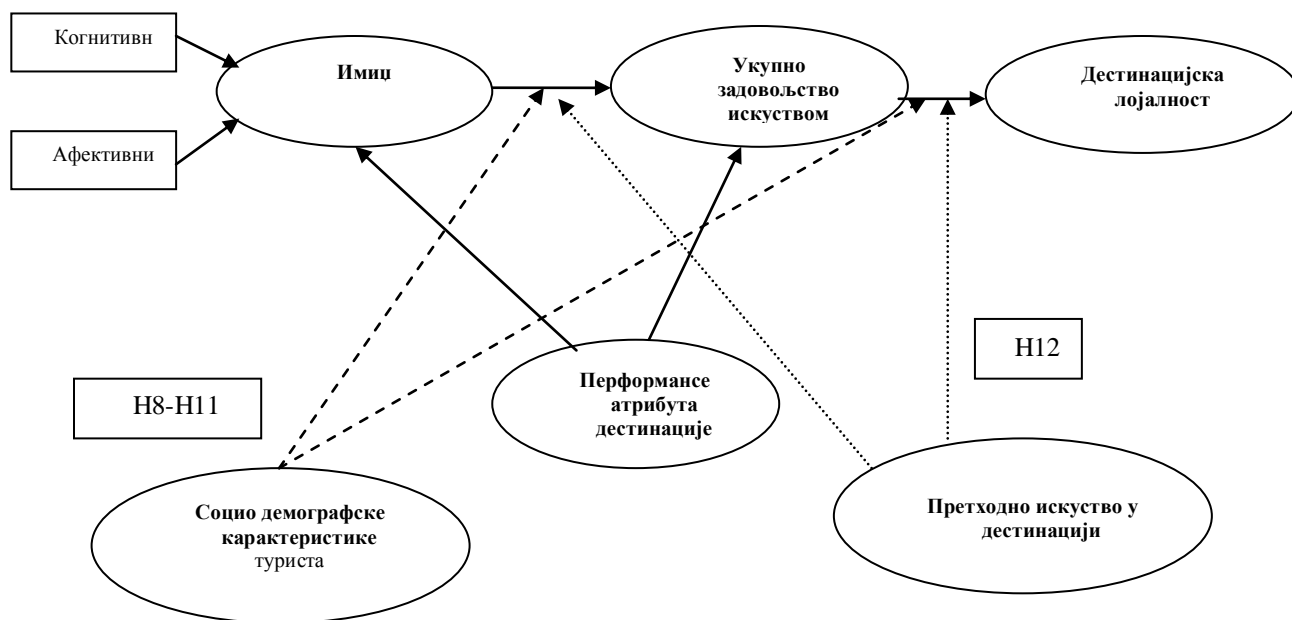 Когнитивн
Афективни
Имиџ
Укупно
задовољство
искуством
Дестинацијска
лојалност
H8-H11
Перформансе
атрибута
дестинације
H12
Социо демографске
карактеристике
туриста
Претходно искуство у
дестинацији